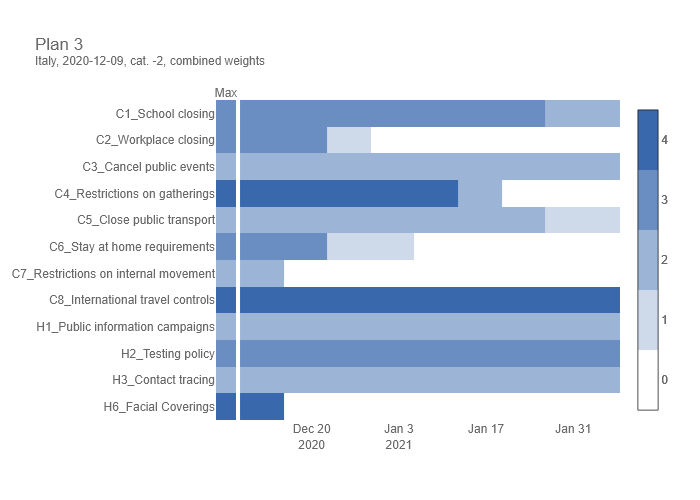 Plan 3
Italy, 2020-12-09, cat. -2, combined weights
Max
C1_School closing
C2_Workplace closing
C3_Cancel public events
C4_Restrictions on gatherings
C5_Close public transport
C6_Stay at home requirements
C7_Restrictions on internal movement
C8_International travel controls
H1_Public information campaigns
H2_Testing policy
H3_Contact tracing
H6_Facial Coverings
Dec 20 Jan 3 Jan 17 Jan 31
2020 2021
4
3
2
1
0